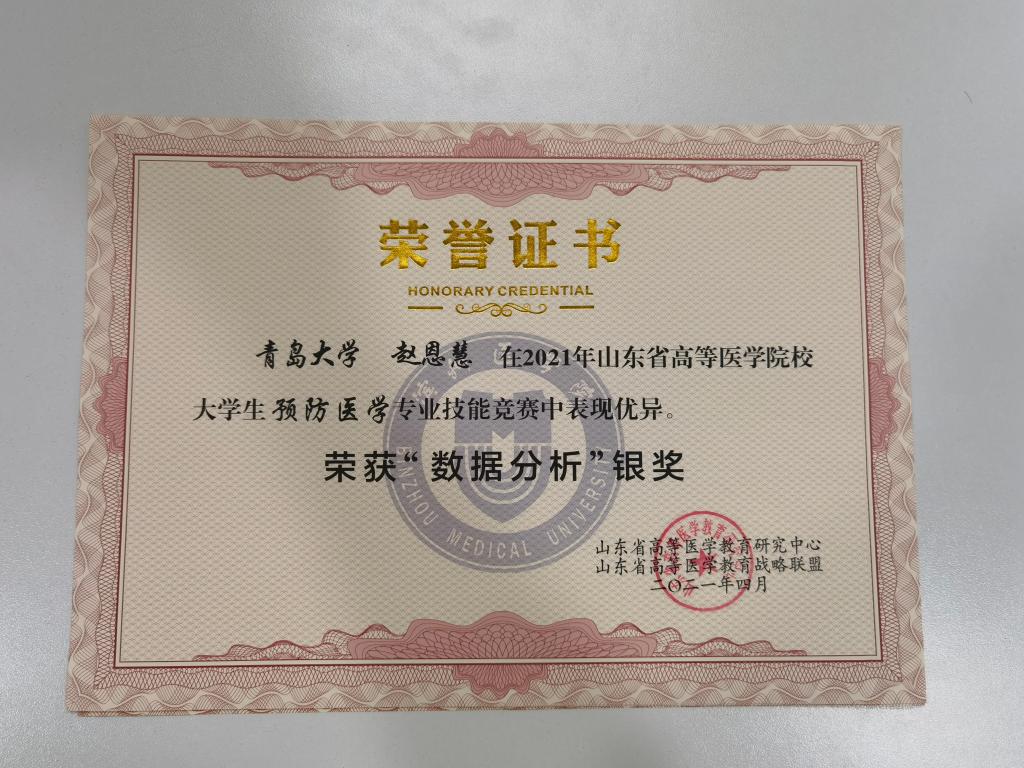 荣誉证书
HONORARY CREDENTIAL
青岛大学 赵恩慧 在2021年山东省高等医学院校
大学生预防医学专业技能竞赛中表现优异。
荣获“数据分析”银奖
BINZHOU MEDICAL UNIVERSITY
山东省高等医学教育研究中心
山东省高等医学教育战略联盟
二〇二一年四月